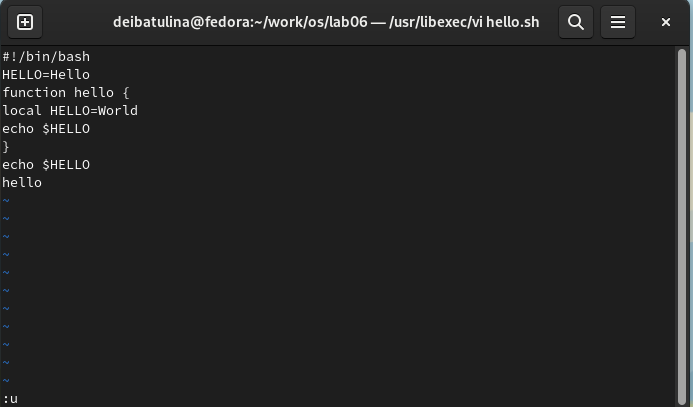 deibatulina@fedora:~/work/os/lab06 — /usr/libexec/vi hello.sh
#!/bin/bash
HELLO=Hello
function hello {
local HELLO=World
echo $HELLO
}
echo $HELLO
hello
~
~
~
~
~
~
~
~
~
~
~
:u